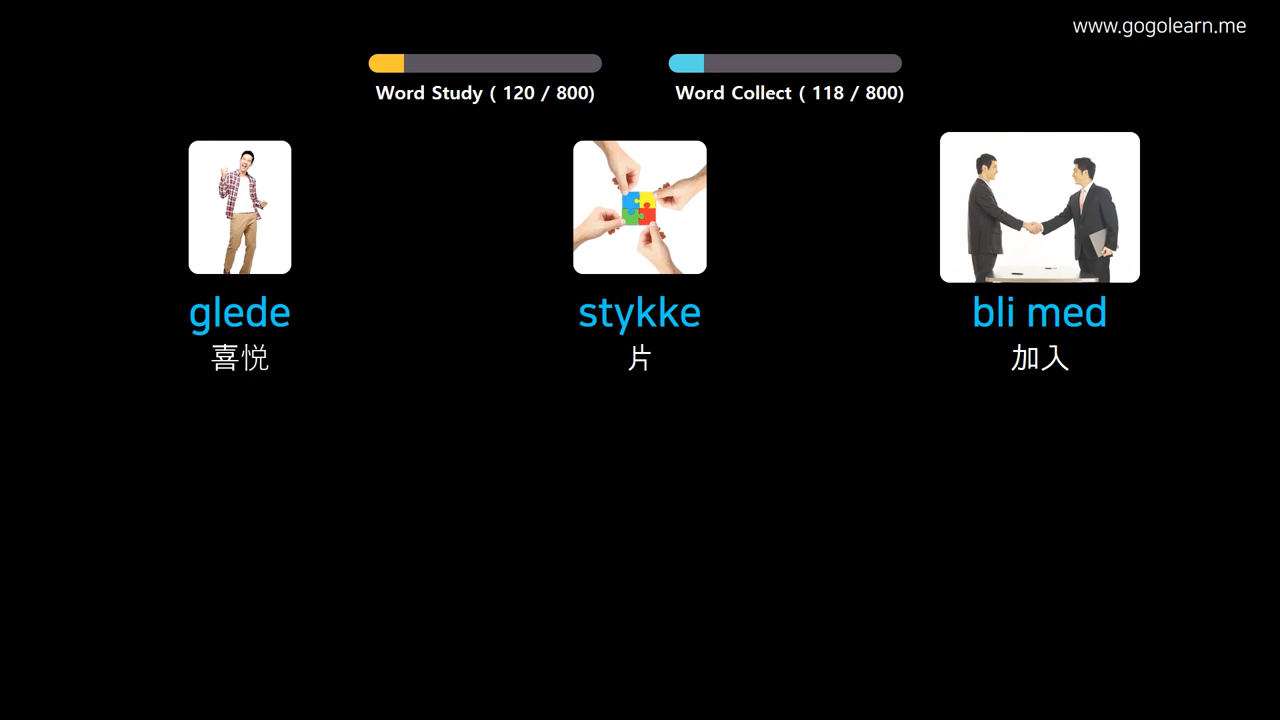 www.gogolearn.me
Word Study ( 120 / 800)
Word Collect ( 118 / 800)
glede
stykke
bli med
喜悦
片
加入